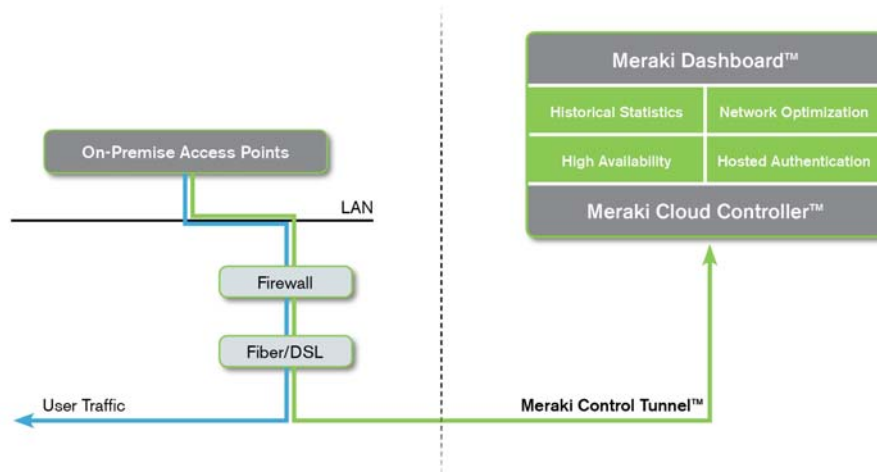 Meraki Dashboard™
Historical Statistics
Network Optimization
High Availability
Hosted Authentication
Meraki Cloud Controller™
On-Premise Access Points
LAN
Firewall
Fiber/DSL
User Traffic
Meraki Control Tunnel™